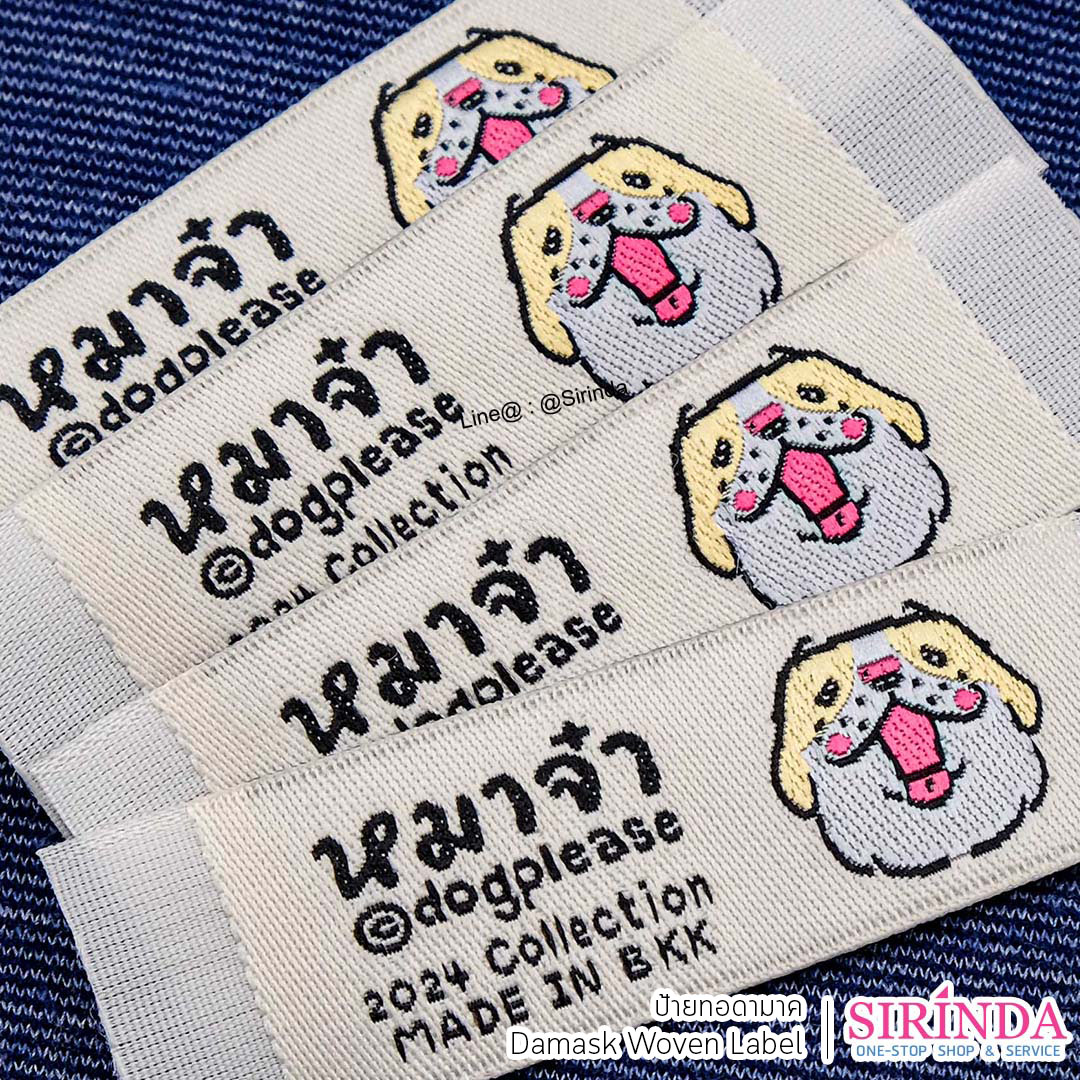 หมาจ๋า
©dogplease
หมาจ๋า
©dogplease
2024 Collection
หมาจ๋า
dogplease
หมาจ๋า
©dogplease
2024 Collection
MADE IN BKK
Line@ : @Sirinda
ป้ายทอดามาค
Damask Woven Label
SIRINDA
ONE-STOP SHOP & SERVICE